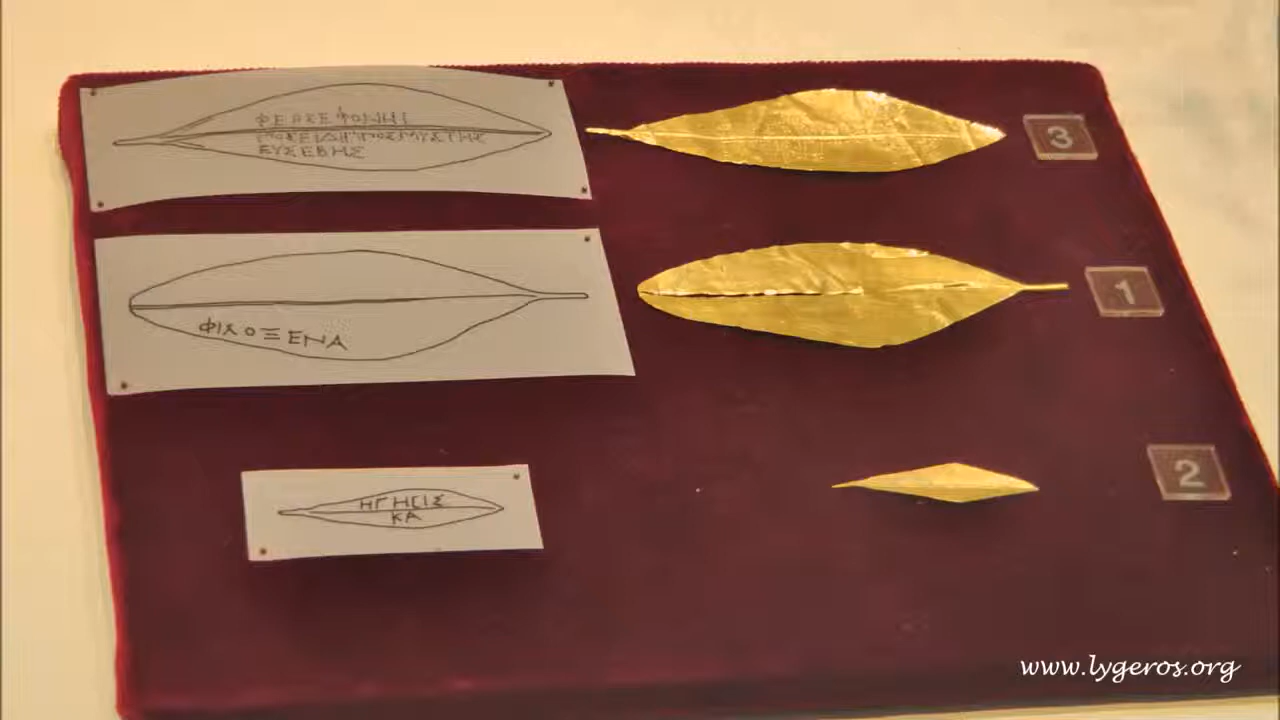 ΦΕΡΣΕΦΟΝΗΙ
ΠΟΣΕΙΔΙΠΠΟΣ ΜΥΣΤΗΣ
ΕΥΣΕΒΗΣ
3
ΦΙΛΟΞΕΝΑ
1
ΗΓΗΣΙΣ
ΚΑ
2
www.lygeros.org